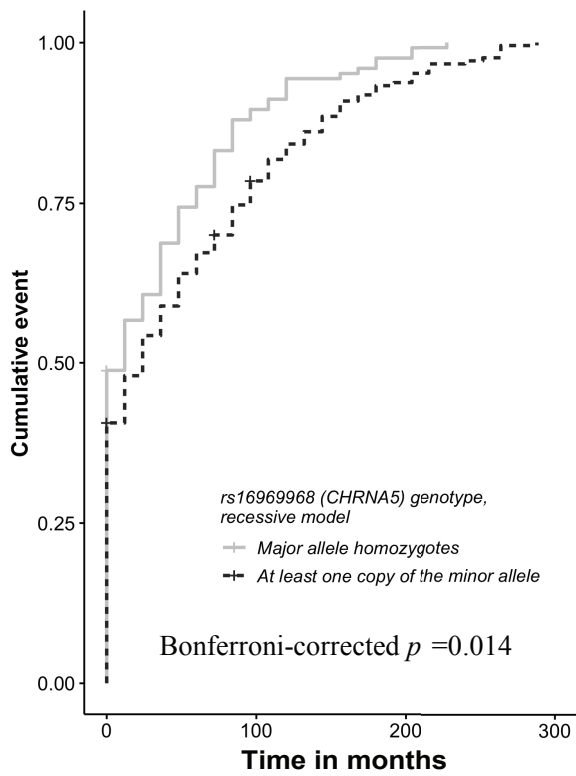 1.00
0.75
0.50
0.25
0.00
Cumulative event
rs16969968 (CHRNA5) genotype,
recessive model
Major allele homozygotes
At least one copy of the minor allele
Bonferroni-corrected p =0.014
0 100 200 300
Time in months